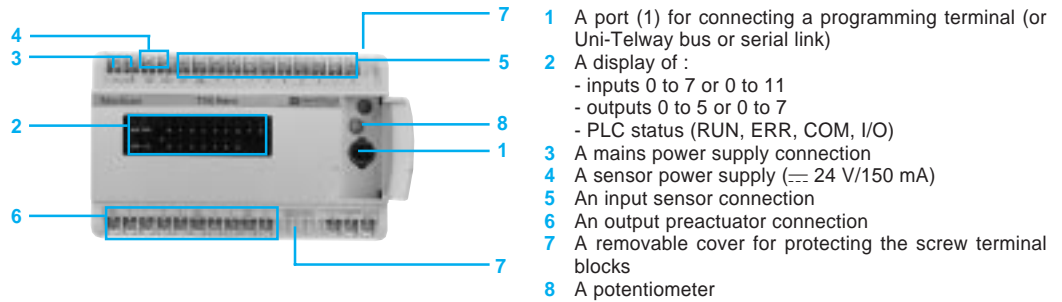 7
4
3
5
2
8
1
6
7
1 A port (1) for connecting a programming terminal (or
Uni-Telway bus or serial link)
2 A display of :
- inputs 0 to 7 or 0 to 11
- outputs 0 to 5 or 0 to 7
- PLC status (RUN, ERR, COM, I/O)
3 A mains power supply connection
4 A sensor power supply (⎓ 24 V/150 mA)
5 An input sensor connection
6 An output preactuator connection
7 A removable cover for protecting the screw terminal
blocks
8 A potentiometer